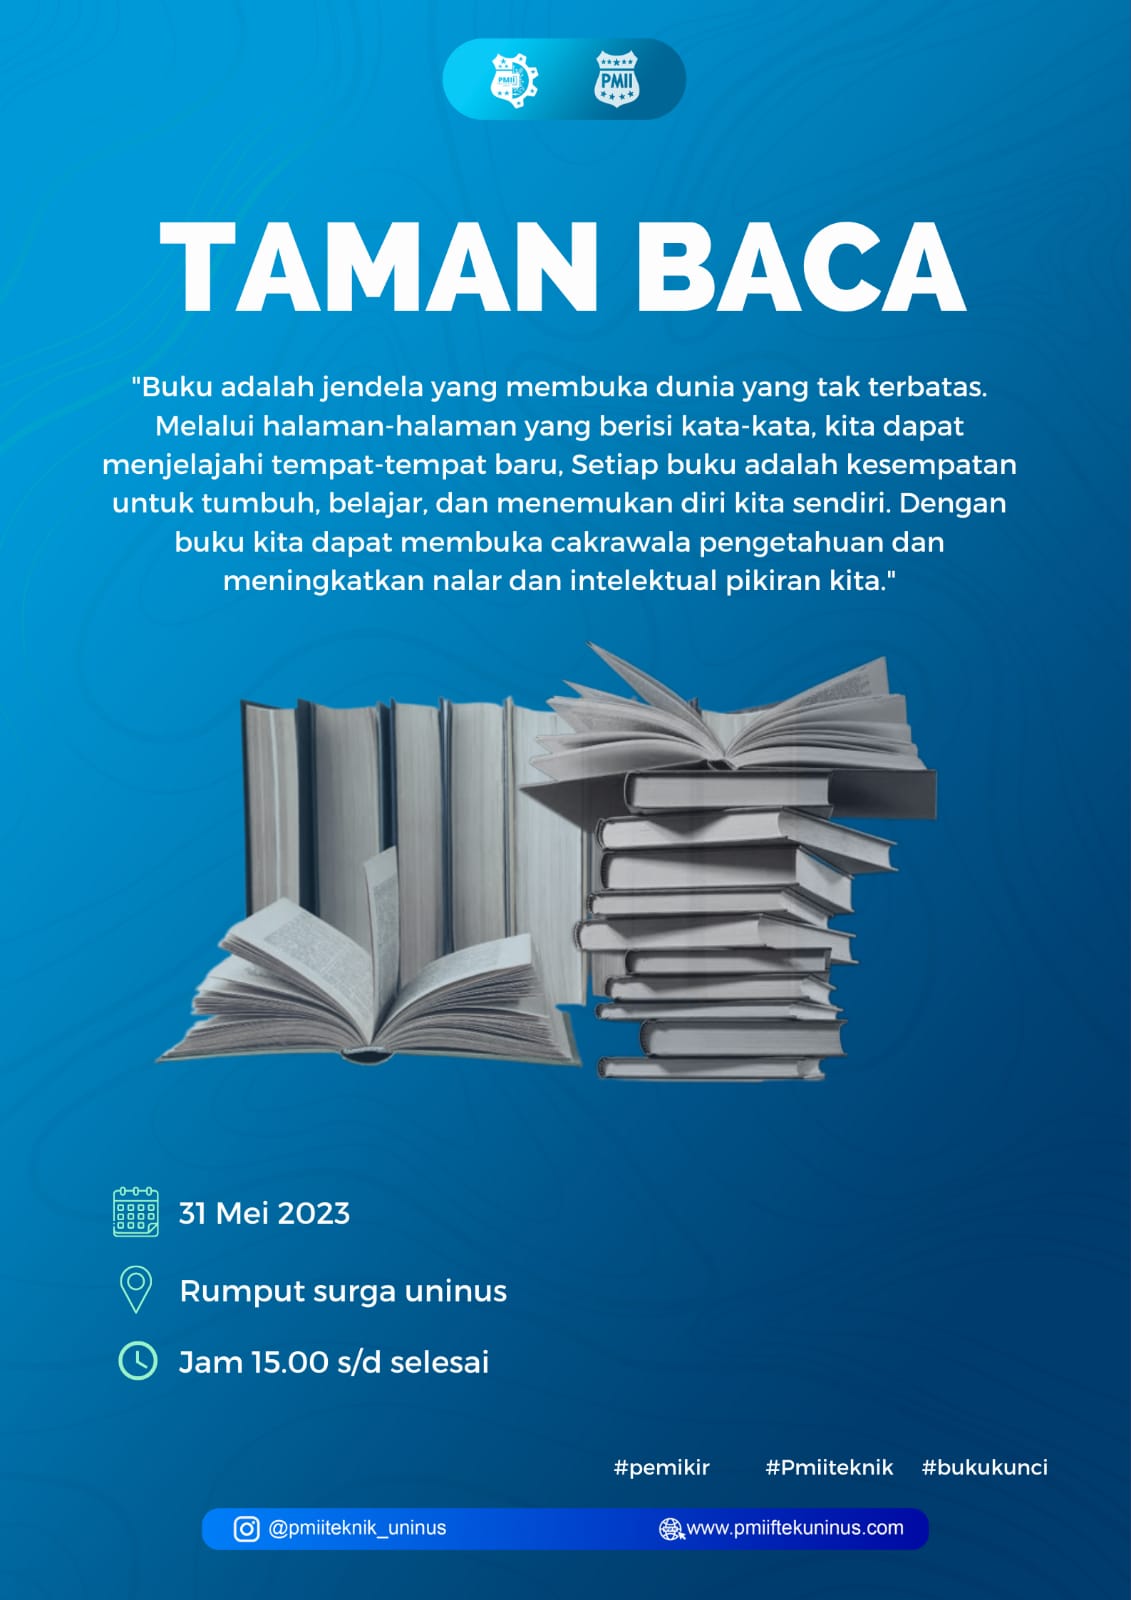 PMII
PMII
TAMAN BACA
"Buku adalah jendela yang membuka dunia yang tak terbatas.
Melalui halaman-halaman yang berisi kata-kata, kita dapat
menjelajahi tempat-tempat baru, Setiap buku adalah kesempatan
untuk tumbuh, belajar, dan menemukan diri kita sendiri. Dengan
buku kita dapat membuka cakrawala pengetahuan dan
meningkatkan nalar dan intelektual pikiran kita."
31 Mei 2023
Rumput surga uninus
Jam 15.00 s/d selesai
#pemikir #Pmiiteknik #bukukunci
@pmiiteknik_uninus www.pmiiftekuninus.com